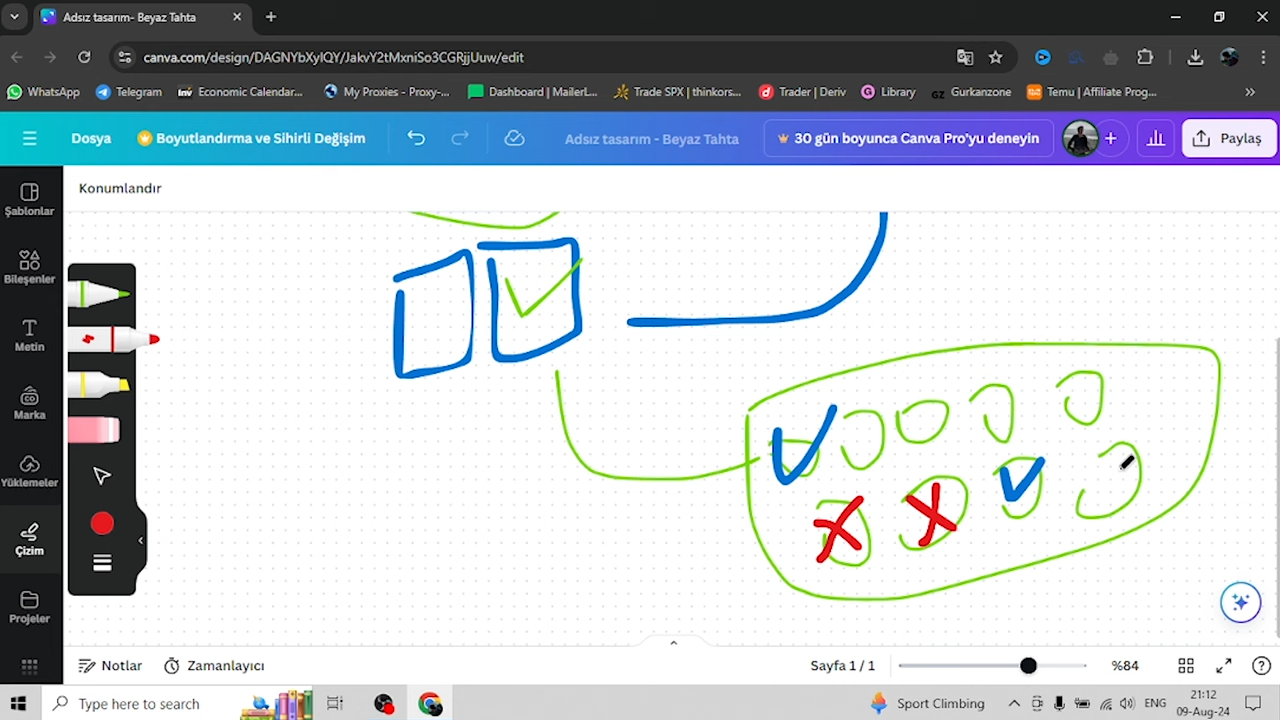 Adsız tasarım- Beyaz Tahta
canva.com/design/DAGNYbXyIQY/JakvY2tMxniSo3CGRjjUuw/edit
WhatsApp Telegram Economic Calendar... My Proxies - Proxy-... Dashboard | MailerL... Trade SPX | thinkors... Trader | Deriv Library Gurkanzone Temu | Affiliate Prog...
Dosya Boyutlandırma ve Sihirli Değişim Adsız tasarım - Beyaz Tahta 30 gün boyunca Canva Pro'yu deneyin Paylaş
Konumlandır
Şablonlar
Bileşenler
Metin
Marka
Yüklemeler
Çizim
Projeler
Notlar Zamanlayıcı Sayfa 1 / 1 %84
Type here to search Sport Climbing ENG 21:12
09-Aug-24